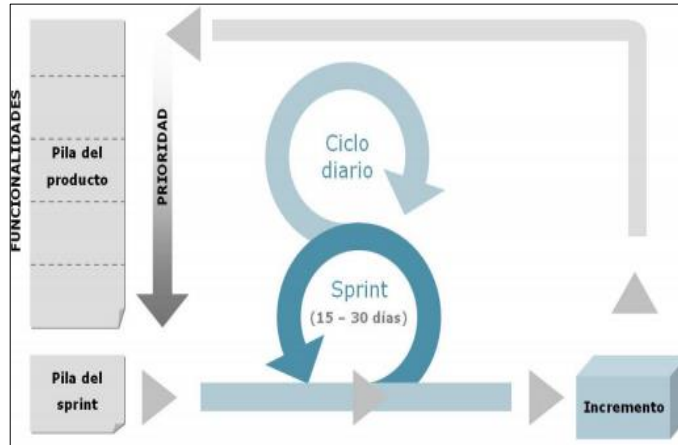 FUNCIONALIDADES
Pila del
producto
PRIORIDAD
Ciclo
diario
Sprint
(15 – 30 días)
Pila del
sprint
Incremento